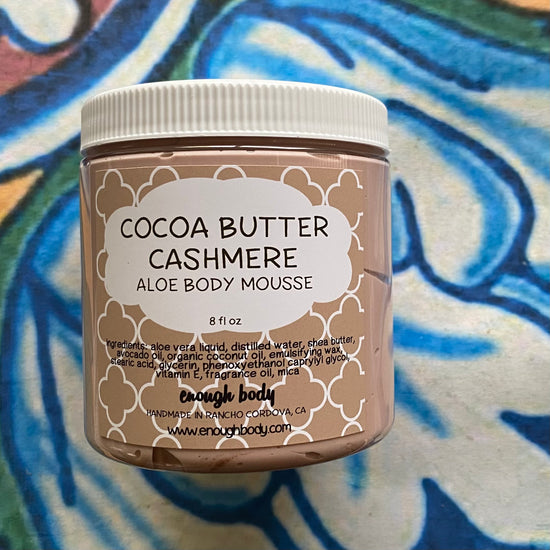 COCOA BUTTER
CASHMERE
ALOE BODY MOUSSE
8 fl oz
ingredients: aloe vera liquid, distilled water, shea butter,
avocado oil, organic coconut oil, emulsifying wax,
stearic acid, glycerin, phenoxyethanol caprylyl glycol,
vitamin E, fragrance oil, mica
enough body
HANDMADE IN RANCHO CORDOVA, CA
www.enoughbody.com